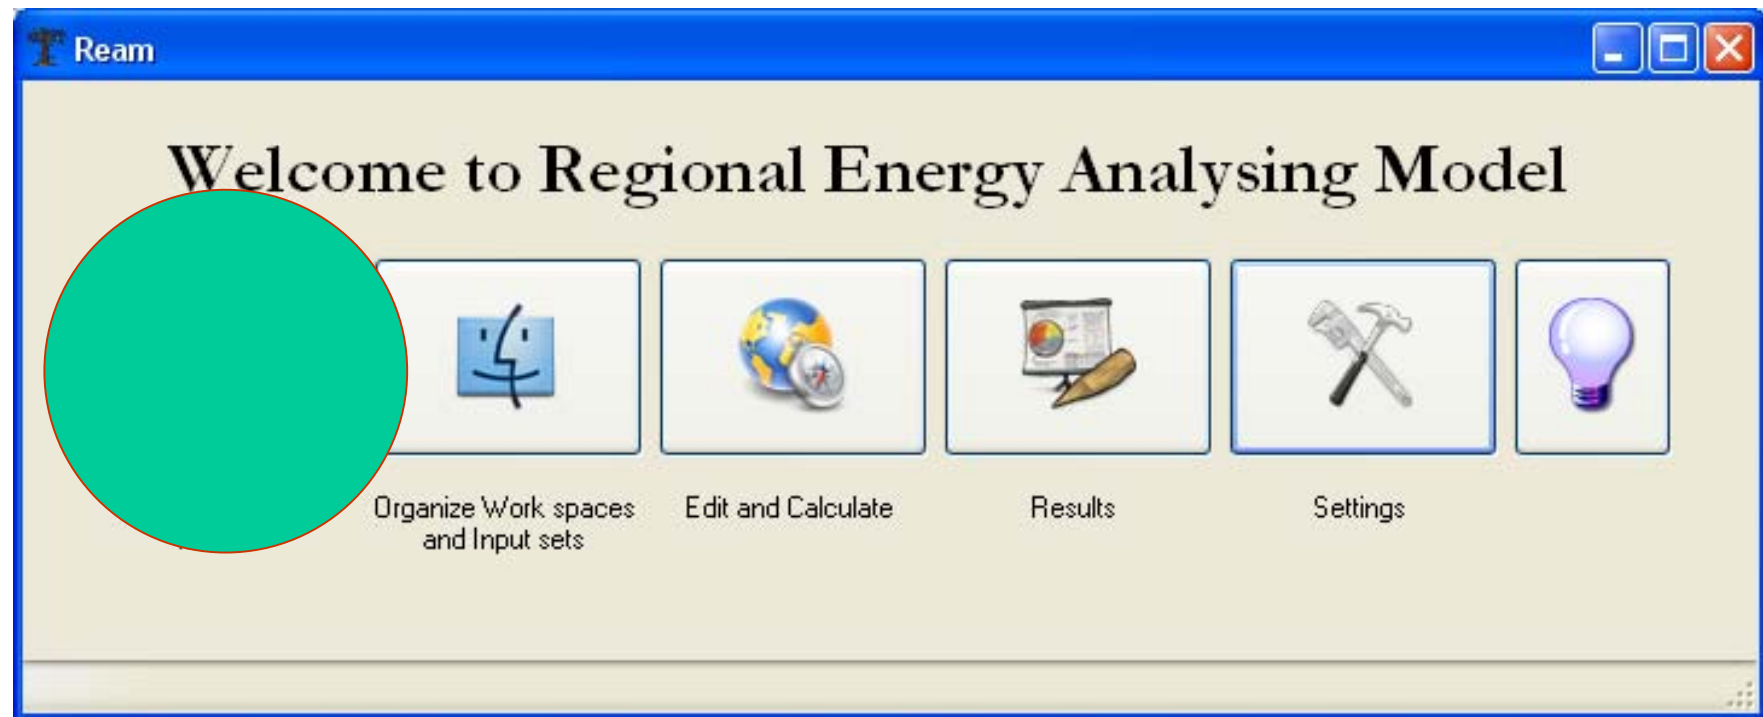 Ream
Welcome to Regional Energy Analysing Model
Organize Work spaces
and Input sets
Edit and Calculate
Results
Settings